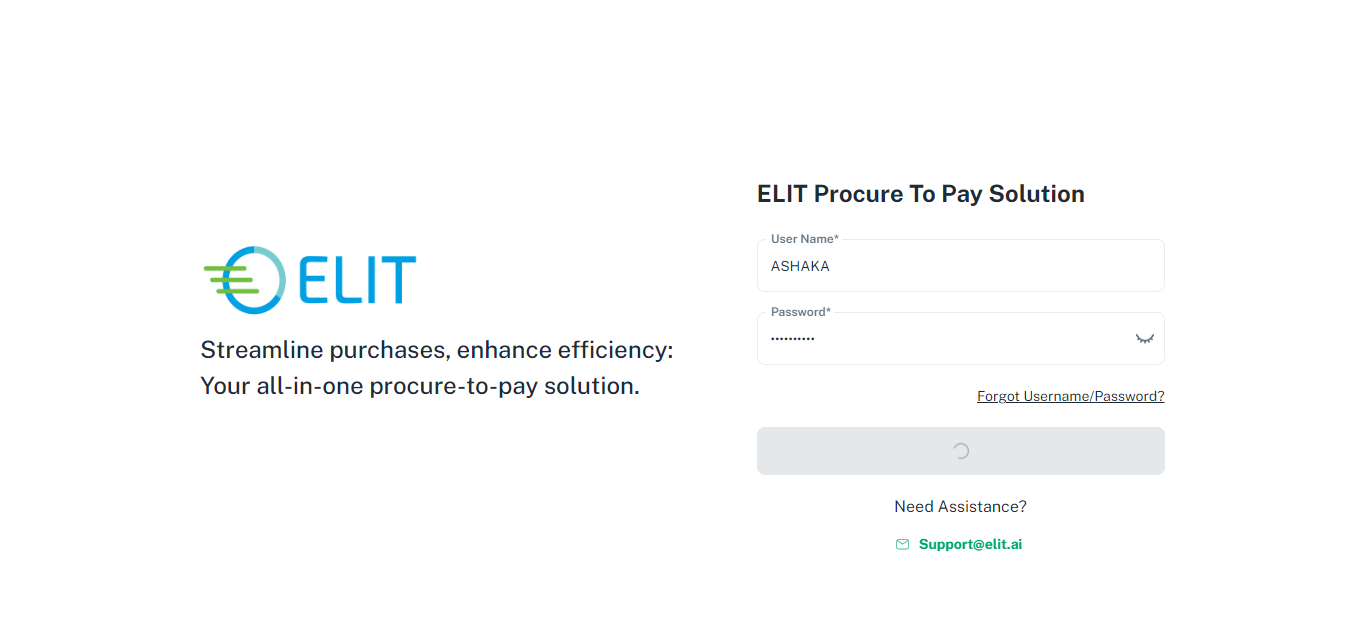 ELIT
Streamline purchases, enhance efficiency:
Your all-in-one procure-to-pay solution.
ELIT Procure To Pay Solution
User Name*
ASHAKA
Password*
••••••••••
Forgot Username/Password?
Need Assistance?
Support@elit.ai